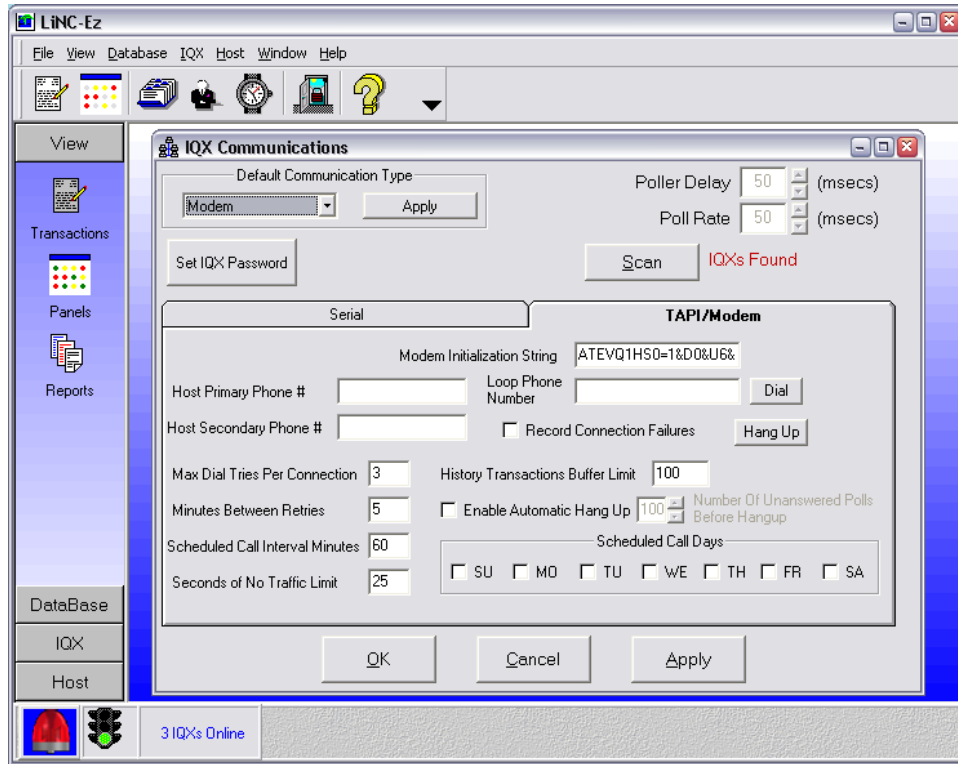 LiNC-Ez
File View Database IQX Host Window Help
View
Transactions
Panels
Reports
DataBase
IQX
Host
IQX Communications
Default Communication Type
Modem
Apply
Poller Delay 50 (msecs)
Poll Rate 50 (msecs)
Set IQX Password
Scan
IQXs Found
Serial
TAPI/Modem
Modem Initialization String ATEVQ1HS0=1&D0&U6&
Host Primary Phone #
Loop Phone
Number
Dial
Host Secondary Phone #
Record Connection Failures
Hang Up
Max Dial Tries Per Connection 3
History Transactions Buffer Limit 100
Minutes Between Retries 5
Enable Automatic Hang Up 100
Number Of Unanswered Polls
Before Hangup
Scheduled Call Interval Minutes 60
Scheduled Call Days
Seconds of No Traffic Limit 25
SU MO TU WE TH FR SA
OK Cancel Apply
3 IQXs Online